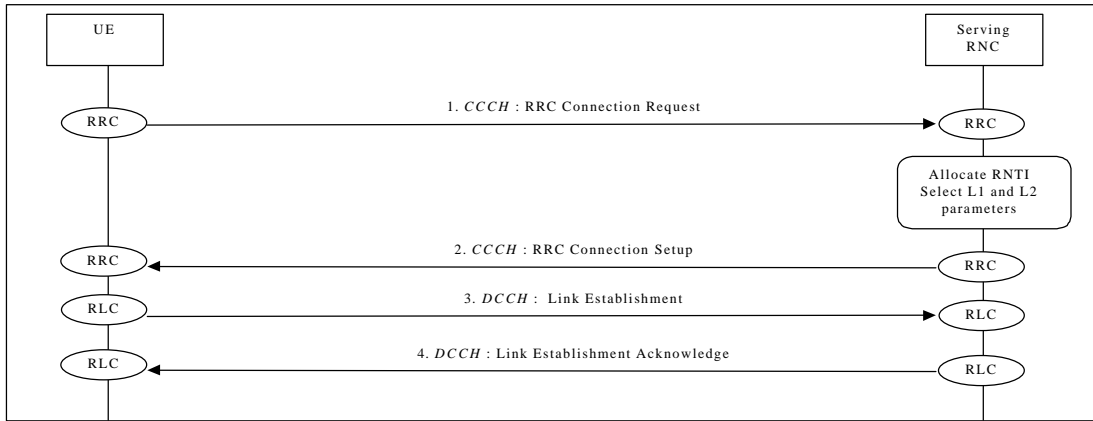 UE
Serving
RNC
1. CCCH : RRC Connection Request
RRC
RRC
Allocate RNTI
Select L1 and L2
parameters
2. CCCH : RRC Connection Setup
RRC
RRC
3. DCCH : Link Establishment
RLC
RLC
4. DCCH : Link Establishment Acknowledge
RLC
RLC